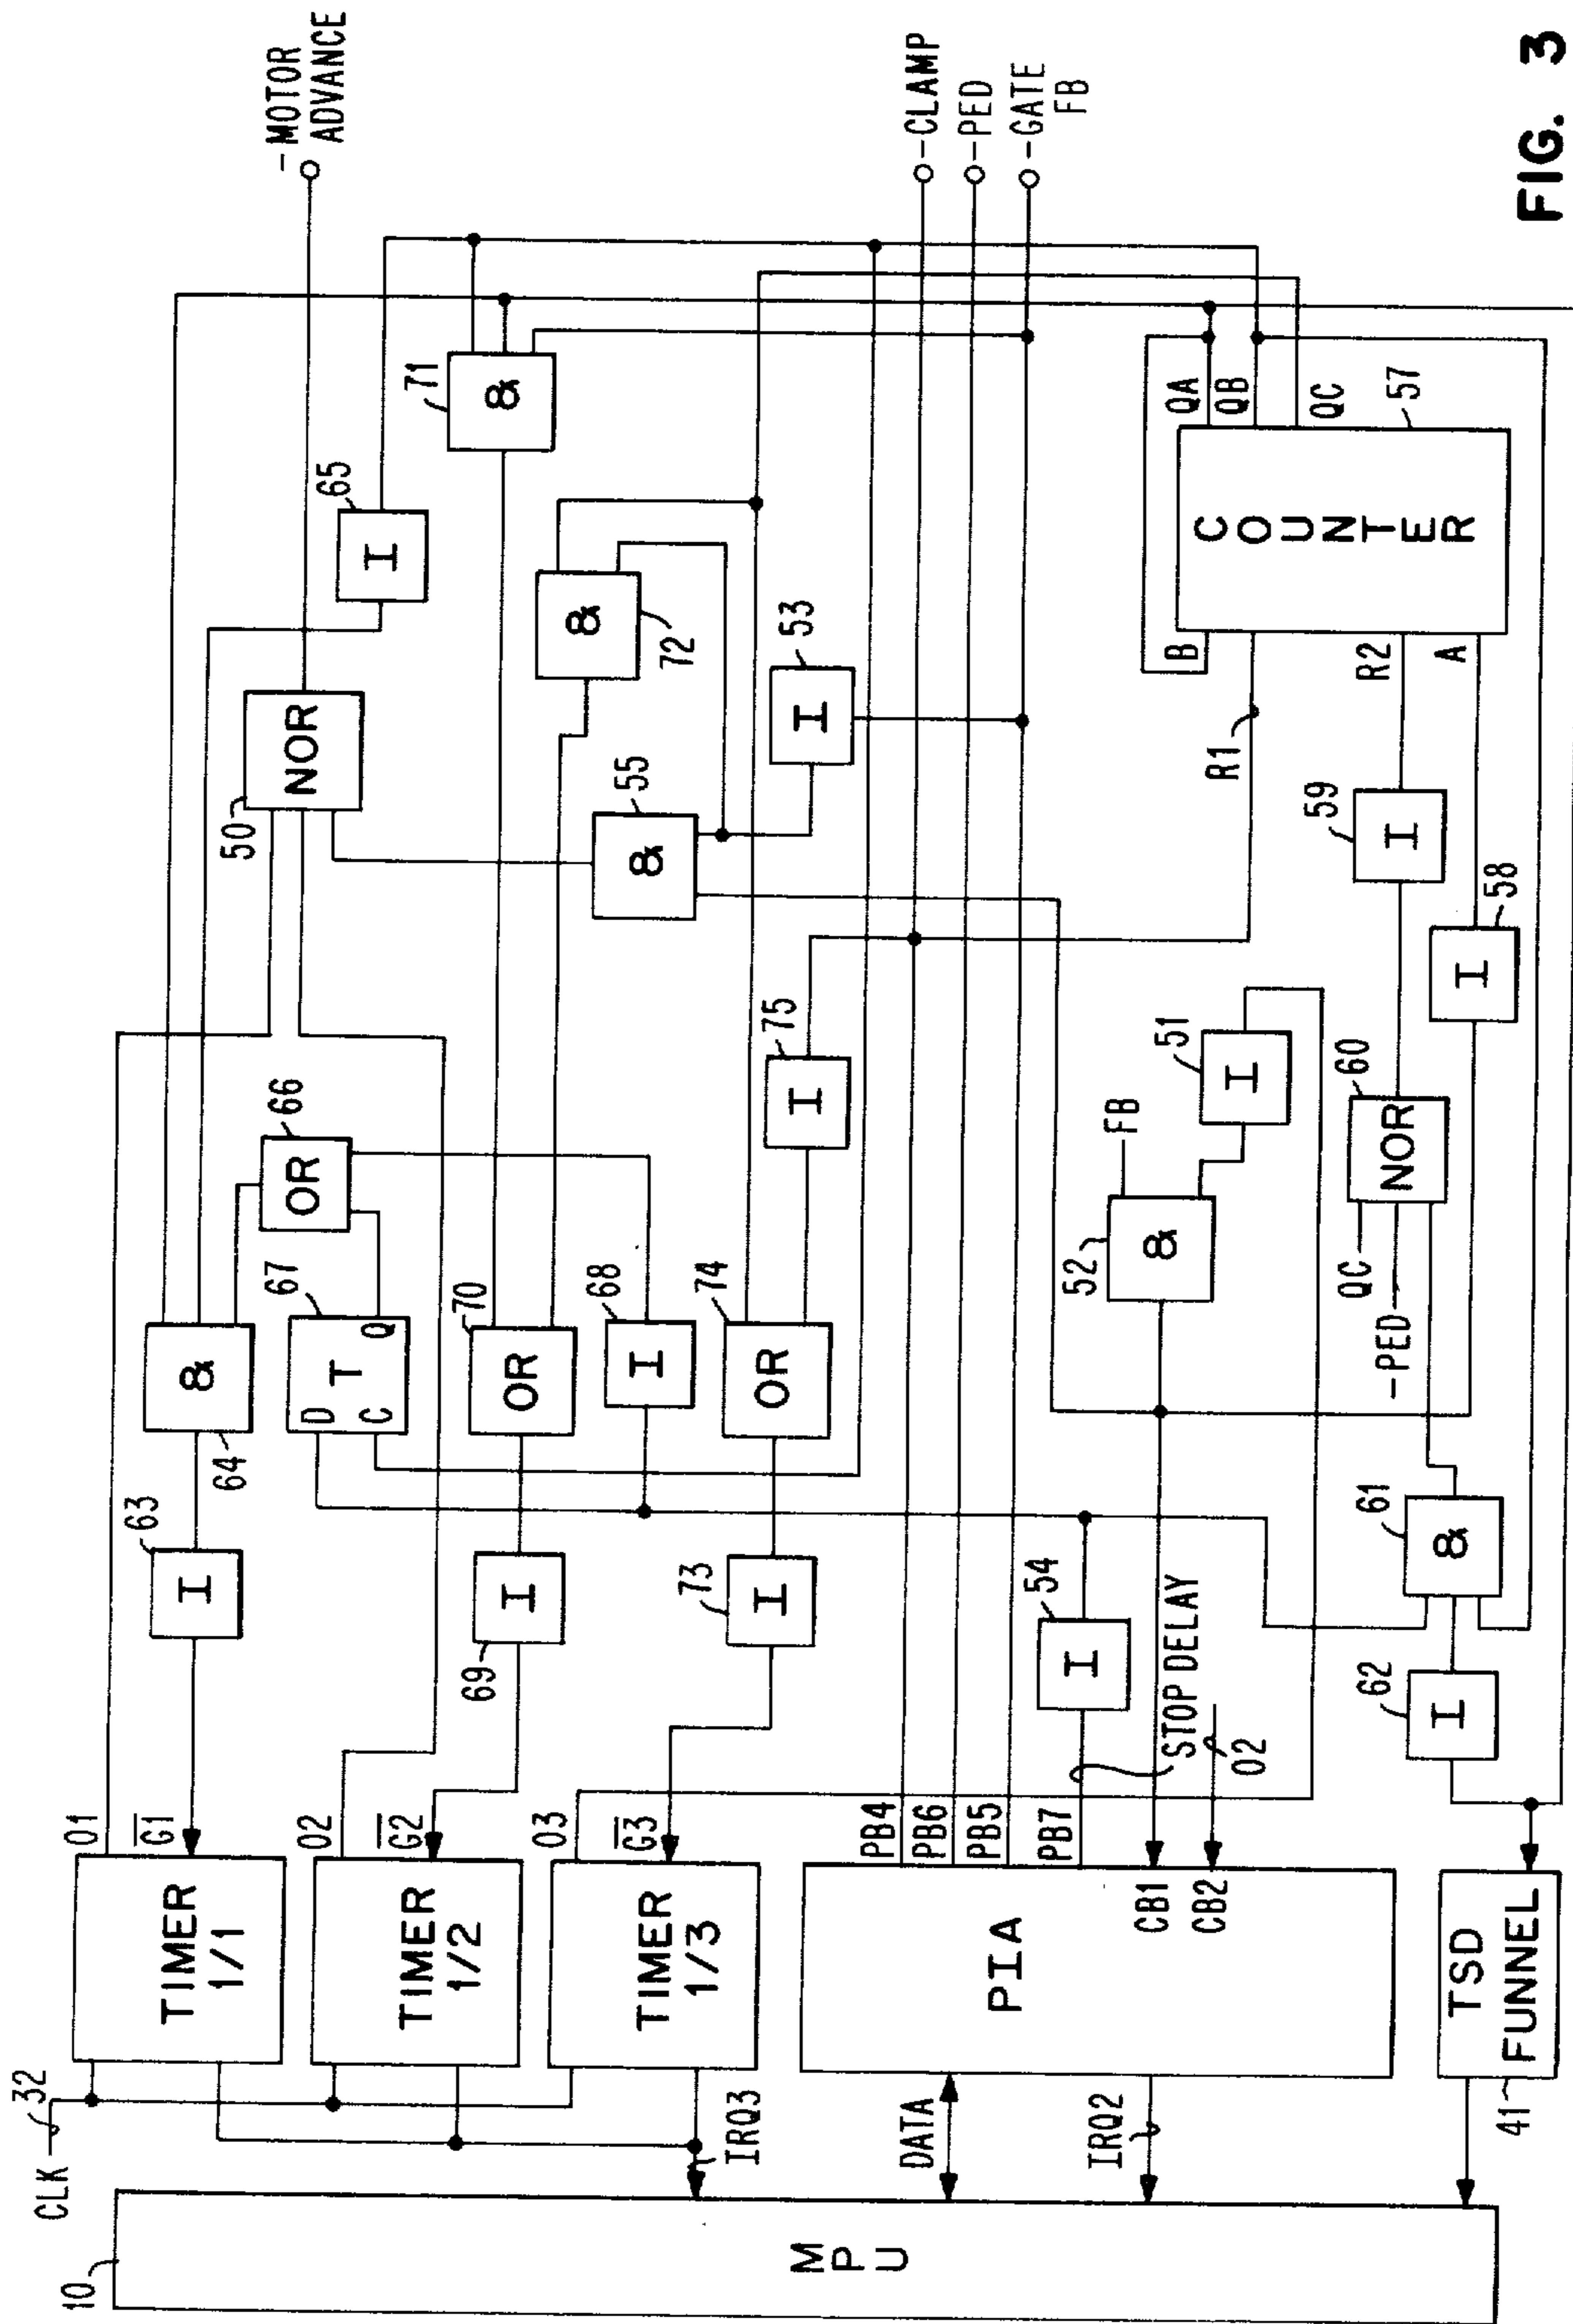 -MOTOR
ADVANCE
-CLAMP
-PED
-GATE
FB
FIG. 3
71
&
65
I
NOR
50
&
72
53
I
55
&
QA
QB
QC
57
COUNTER
B
R1
R2
A
59
I
58
I
75
I
51
I
60
NOR
QC
-PED
FB
52
&
66
OR
67
D
T
Q
C
70
OR
68
I
74
OR
&
64
63
I
69
I
73
I
54
I
STOP DELAY
O2
61
&
62
I
O1
G1
O2
G2
O3
G3
PB4
PB6
PB5
PB7
CB1
CB2
TIMER
1/1
TIMER
1/2
TIMER
1/3
PIA
TSD
FUNNEL
41
CLK
32
IRQ3
DATA
IRQ2
10
MPU